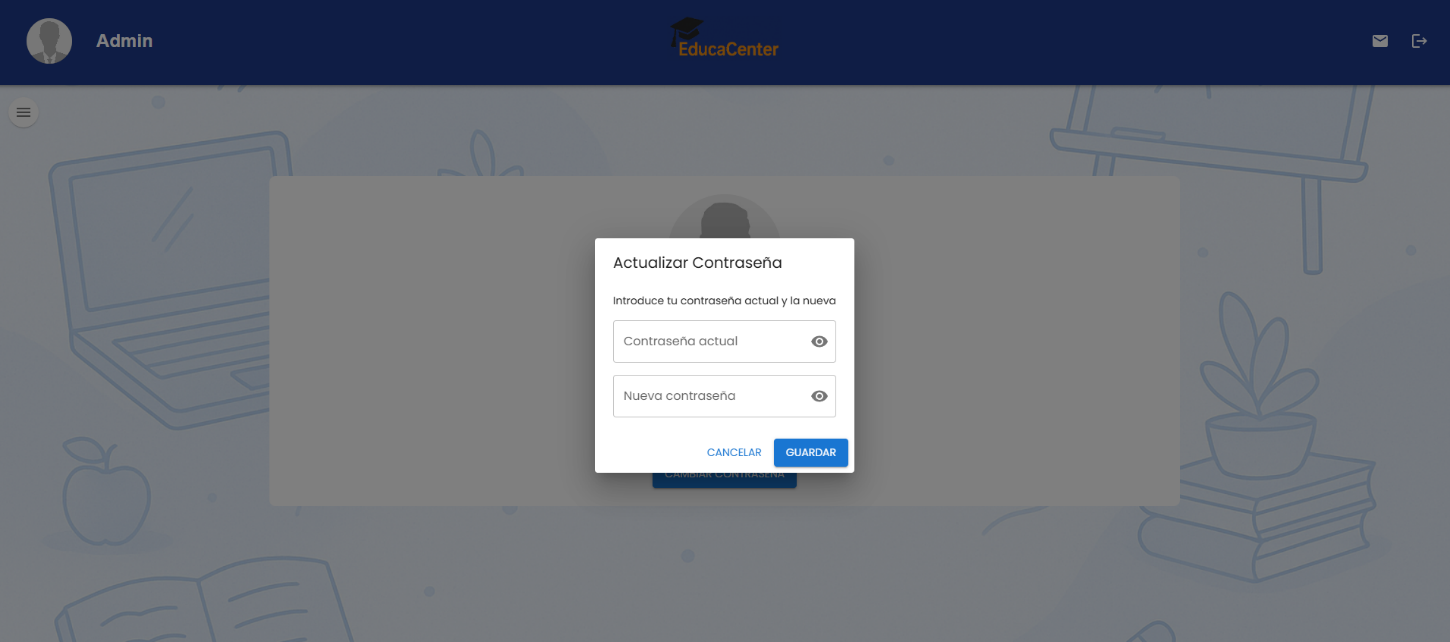 Admin
EducaCenter
Actualizar Contraseña
Introduce tu contraseña actual y la nueva
Contraseña actual
Nueva contraseña
CANCELAR
GUARDAR
CAMBIAR CONTRASEÑA